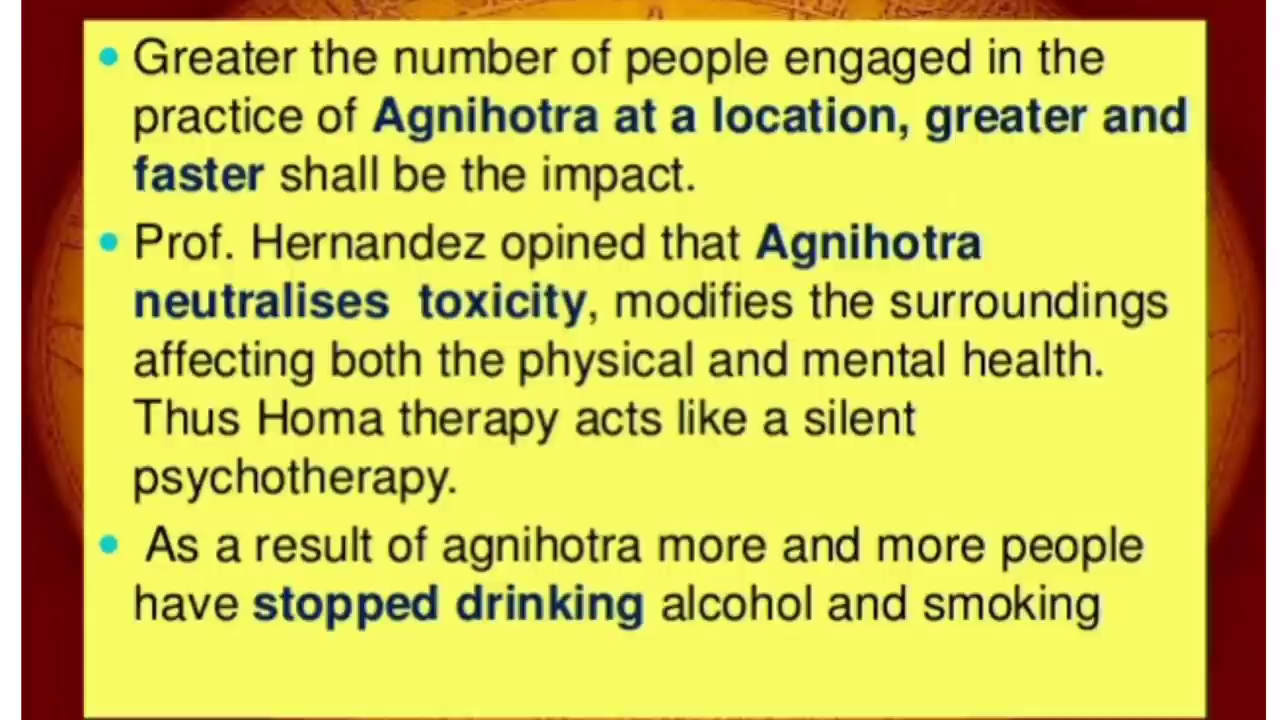 • Greater the number of people engaged in the
practice of Agnihotra at a location, greater and
faster shall be the impact.
• Prof. Hernandez opined that Agnihotra
neutralises toxicity, modifies the surroundings
affecting both the physical and mental health.
Thus Homa therapy acts like a silent
psychotherapy.
• As a result of agnihotra more and more people
have stopped drinking alcohol and smoking